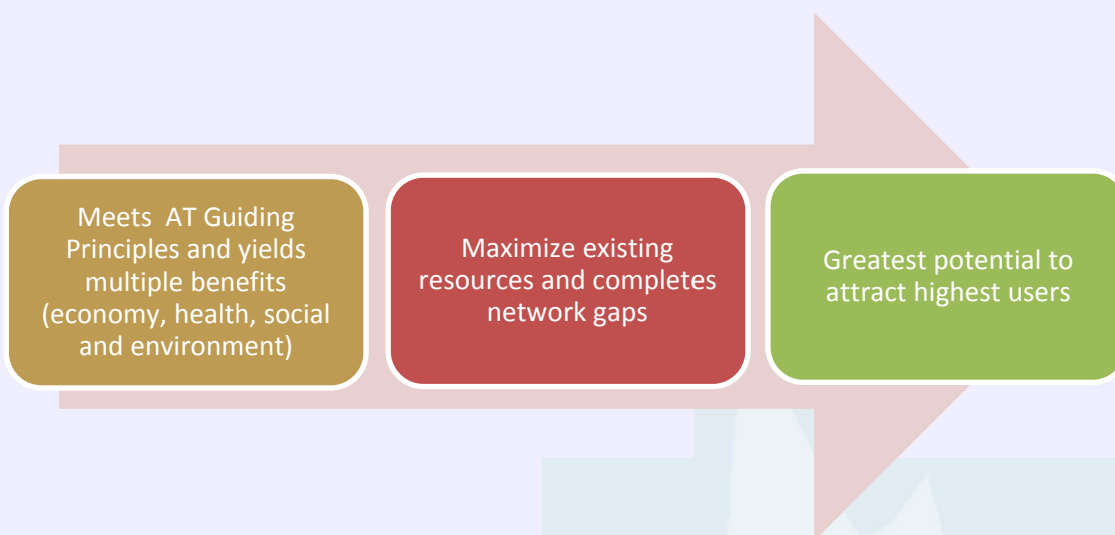 Meets  AT Guiding
Principles and yields
multiple benefits
(economy, health, social
and environment)
Maximize existing
resources and completes
network gaps
Greatest potential to
attract highest users